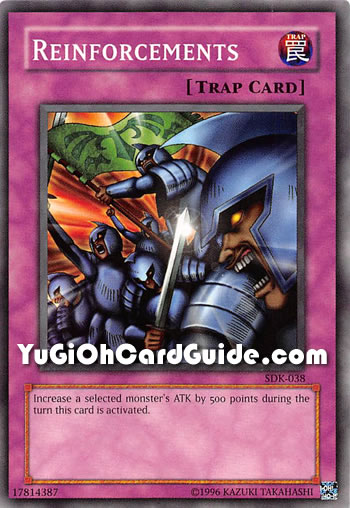 REINFORCEMENTS
TRAP
罠
[TRAP CARD]
YuGiOhCardGuide.com
SDK-038
Increase a selected monster's ATK by 500 points during the
turn this card is activated.
17814387
©1996 KAZUKI TAKAHASHI